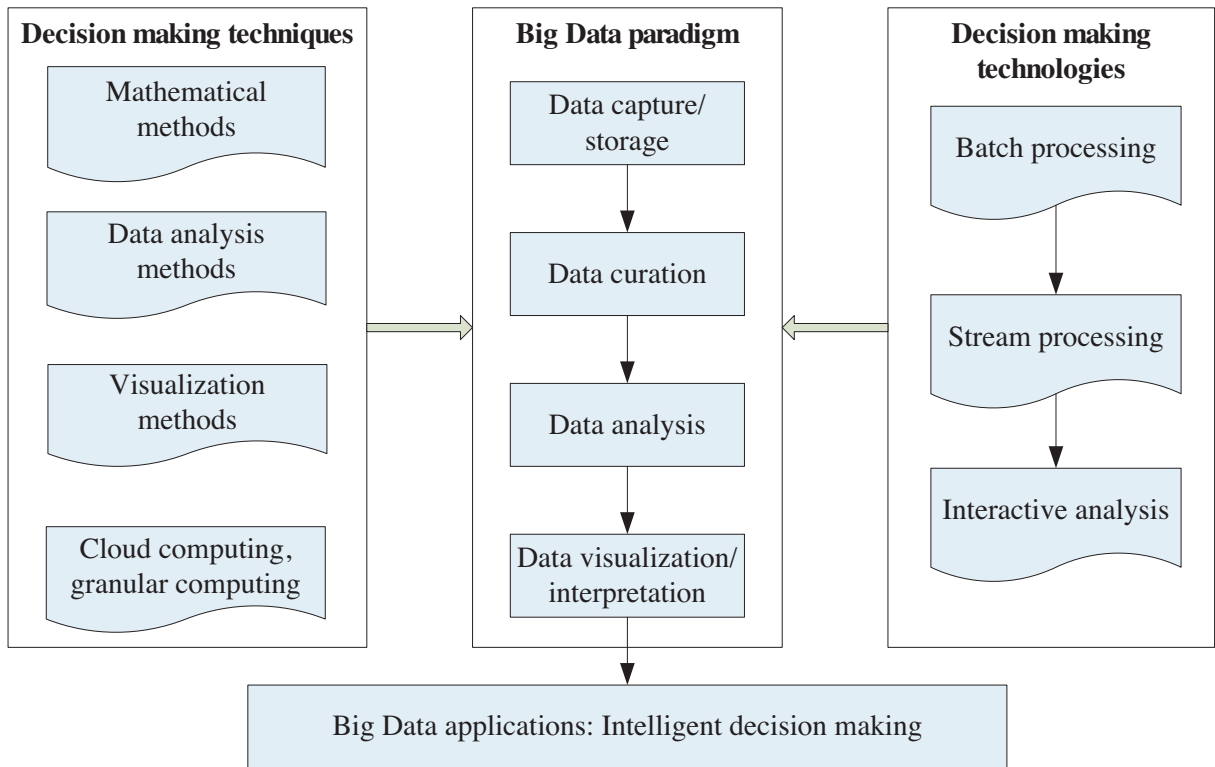 Decision making techniques
Mathematical
methods
Data analysis
methods
Visualization
methods
Cloud computing,
granular computing
Big Data paradigm
Data capture/
storage
Data curation
Data analysis
Data visualization/
interpretation
Decision making
technologies
Batch processing
Stream processing
Interactive analysis
Big Data applications: Intelligent decision making